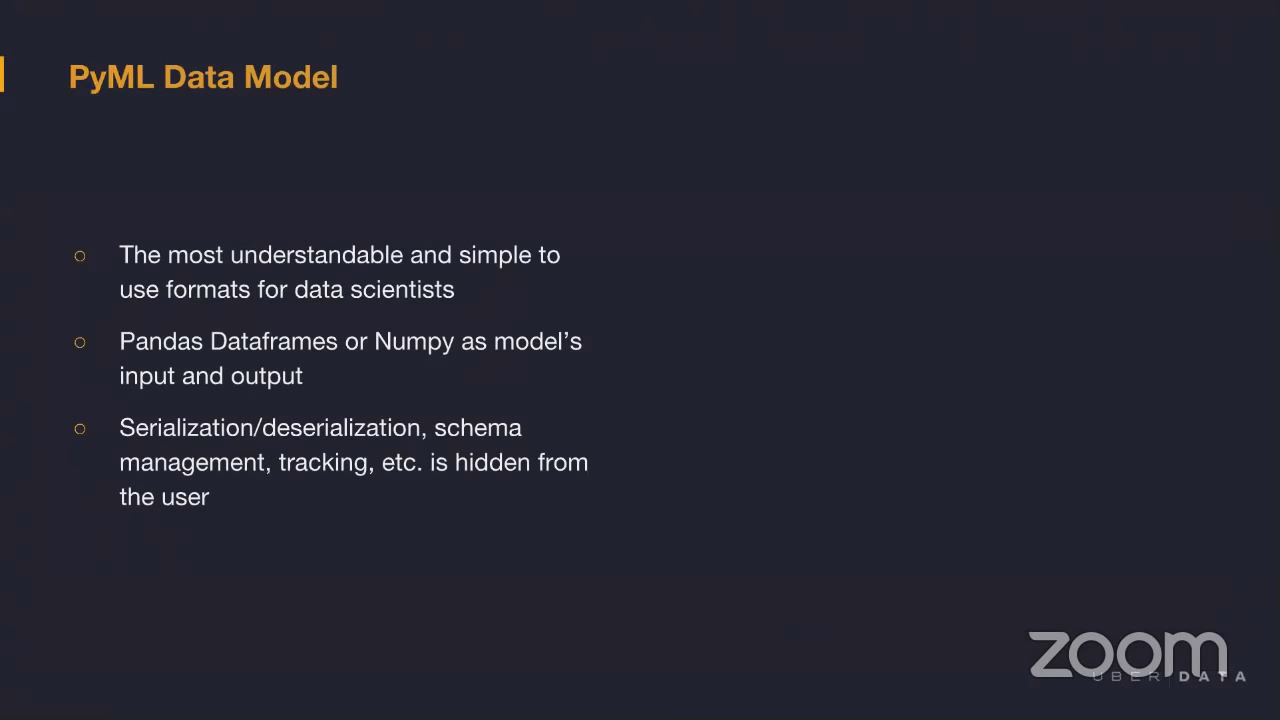 PyML Data Model
○ The most understandable and simple to
use formats for data scientists
○ Pandas Dataframes or Numpy as model's
input and output
○ Serialization/deserialization, schema
management, tracking, etc. is hidden from
the user
zoom
UBER | DATA